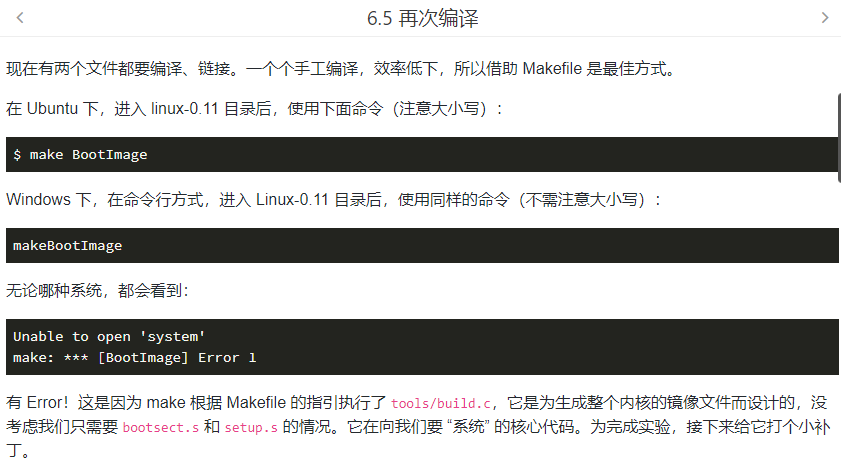 6.5 再次编译
现在有两个文件都要编译、链接。一个个手工编译，效率低下，所以借助 Makefile 是最佳方式。
在 Ubuntu 下，进入 linux-0.11 目录后，使用下面命令（注意大小写）：
$ make BootImage
Windows 下，在命令行方式，进入 Linux-0.11 目录后，使用同样的命令（不需注意大小写）：
makeBootImage
无论哪种系统，都会看到：
Unable to open 'system'
make: *** [BootImage] Error 1
有 Error！这是因为 make 根据 Makefile 的指引执行了 tools/build.c，它是为生成整个内核的镜像文件而设计的，没
考虑我们只需要 bootsect.s 和 setup.s 的情况。它在向我们要 “系统” 的核心代码。为完成实验，接下来给它打个小补
丁。